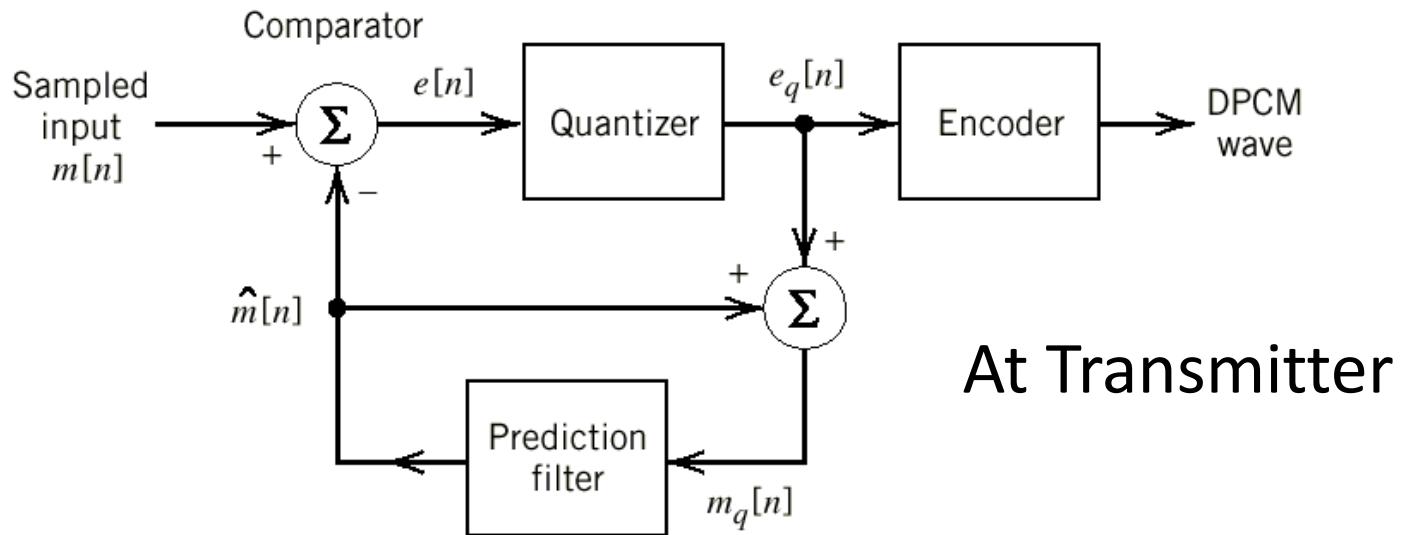 Comparator
Sampled
input
m[n]
+
Σ
−
e[n]
Quantizer
e_q[n]
Encoder
DPCM
wave
+
+
Σ
m̂[n]
At Transmitter
Prediction
filter
m_q[n]